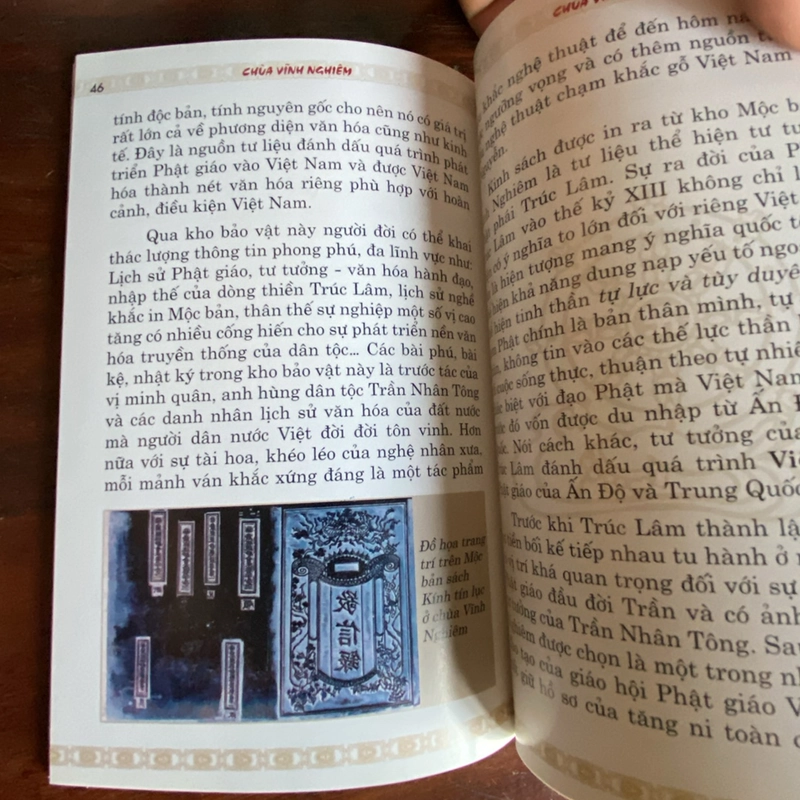 46
CHÙA VĨNH NGHIÊM
tính độc bản, tính nguyên gốc cho nên nó có giá trị
rất lớn cả về phương diện văn hóa cũng như kinh
tế. Đây là nguồn tư liệu đánh dấu quá trình phát
triển Phật giáo vào Việt Nam và được Việt Nam
hóa thành nét văn hóa riêng phù hợp với hoàn
cảnh, điều kiện Việt Nam.
Qua kho bảo vật này người đời có thể khai
thác lượng thông tin phong phú, đa lĩnh vực như:
Lịch sử Phật giáo, tư tưởng - văn hóa hành đạo,
nhập thế của dòng thiền Trúc Lâm, lịch sử nghề
khắc in Mộc bản, thân thế sự nghiệp một số vị cao
tăng có nhiều cống hiến cho sự phát triển nền văn
hóa truyền thống của dân tộc... Các bài phú, bài
kệ, nhật ký trong kho bảo vật này là trước tác của
vị minh quân, anh hùng dân tộc Trần Nhân Tông
và các danh nhân lịch sử văn hóa của đất nước
mà người dân nước Việt đời đời tôn vinh. Hơn
nữa với sự tài hoa, khéo léo của nghệ nhân xưa,
mỗi mảnh ván khắc xứng đáng là một tác phẩm
敬
信
錄
Đồ họa trang
trí trên Mộc
bản sách
Kính tín lục
ở chùa Vĩnh
Nghiêm
CHÙA
khắc nghệ thuật để đến hôm
ngưỡng vọng và có thêm nguồn
nghệ thuật chạm khắc gỗ Việt Nam
Kinh sách được in ra từ kho Mộc
Nghiêm là tư liệu thể hiện tư
phái Trúc Lâm. Sự ra đời của
Lâm vào thế kỷ XIII không chỉ
có ý nghĩa to lớn đối với riêng Việt
là hiện tượng mang ý nghĩa quốc
hiện khả năng dung nạp yếu tố
hiện tinh thần tự lực và tùy duyên
Phật chính là bản thân mình, tự
không tin vào các thế lực thần
cuộc sống thực, thuận theo tự
biệt với đạo Phật mà Việt Nam
đó vốn được du nhập từ Ấn
Nói cách khác, tư tưởng của
Lâm đánh dấu quá trình
giáo của Ấn Độ và Trung Quốc
Trước khi Trúc Lâm thành
bối kế tiếp nhau tu hành ở
trí khá quan trọng đối với sự
giáo đầu đời Trần và có
tưởng của Trần Nhân Tông.
được chọn là một trong
tạo của giáo hội Phật giáo
giữ hồ sơ của tăng ni toàn